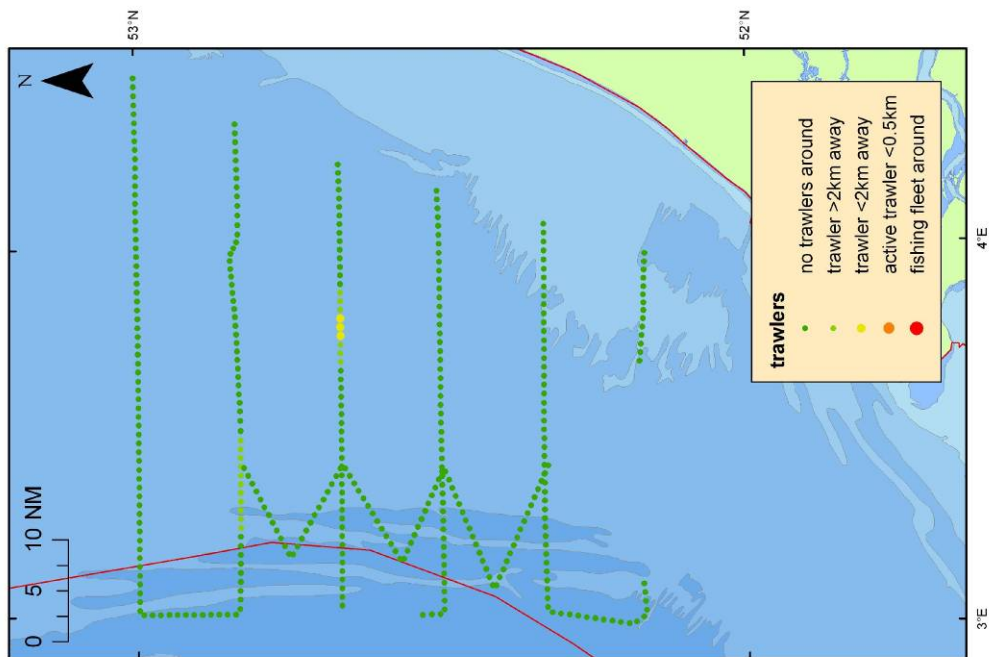 0 5 10 NM
N
53°N
52°N
3°E
4°E
trawlers
no trawlers around
trawler >2km away
trawler <2km away
active trawler <0.5km
fishing fleet around